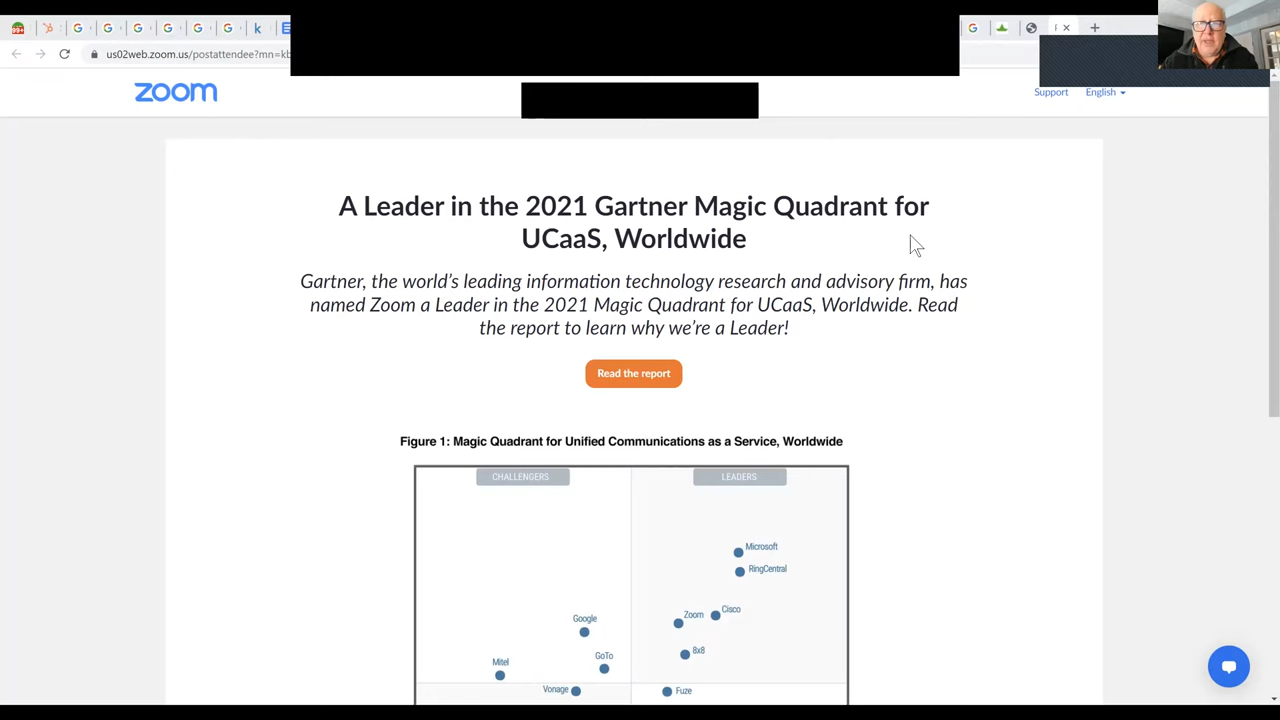 99+
us02web.zoom.us/postattendee?mn=kb
zoom
Support
English
A Leader in the 2021 Gartner Magic Quadrant for
UCaaS, Worldwide
Gartner, the world's leading information technology research and advisory firm, has
named Zoom a Leader in the 2021 Magic Quadrant for UCaaS, Worldwide. Read
the report to learn why we're a Leader!
Read the report
Figure 1: Magic Quadrant for Unified Communications as a Service, Worldwide
CHALLENGERS
LEADERS
Microsoft
RingCentral
Google
Zoom
Cisco
GoTo
8x8
Mitel
Vonage
Fuze